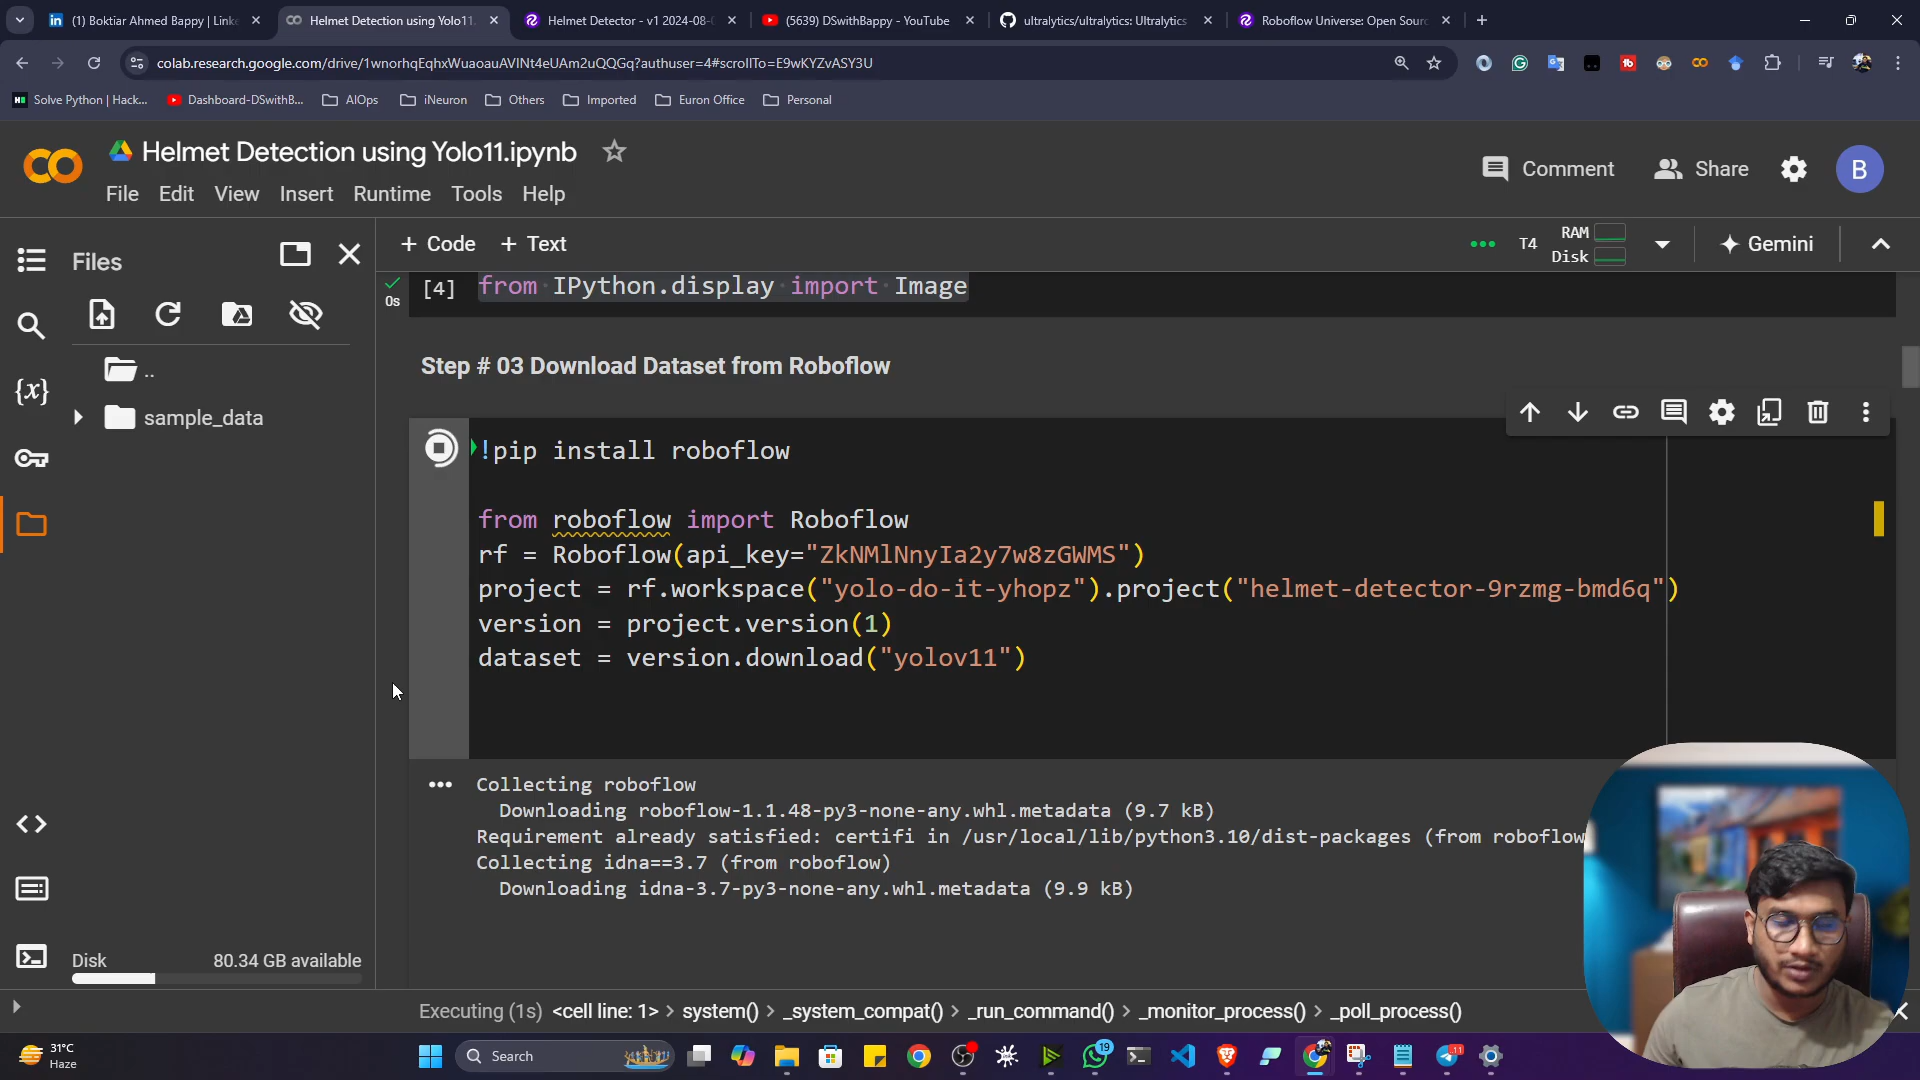 (1) Boktiar Ahmed Bappy | Linke
Helmet Detection using Yolo11.
Helmet Detector - v1 2024-08-
(5639) DSwithBappy - YouTube
ultralytics/ultralytics: Ultralytics
Roboflow Universe: Open Sourc
colab.research.google.com/drive/1wnorhqEqhxWuaoauAVINt4eUAm2uQQGq?authuser=4#scrollTo=E9wKYZvASY3U
Solve Python | Hack...
Dashboard-DSwithB...
AIOps
iNeuron
Others
Imported
Euron Office
Personal
Helmet Detection using Yolo11.ipynb
Comment
Share
B
File Edit View Insert Runtime Tools Help
Files
+ Code + Text
T4
RAM
Disk
Gemini
0s
[4] from IPython.display import Image
..
sample_data
Step # 03 Download Dataset from Roboflow
!pip install roboflow
from roboflow import Roboflow
rf = Roboflow(api_key="ZkNMlNnyIa2y7w8zGWMS")
project = rf.workspace("yolo-do-it-yhopz").project("helmet-detector-9rzmg-bmd6q")
version = project.version(1)
dataset = version.download("yolov11")
Collecting roboflow
Downloading roboflow-1.1.48-py3-none-any.whl.metadata (9.7 kB)
Requirement already satisfied: certifi in /usr/local/lib/python3.10/dist-packages (from roboflow
Collecting idna==3.7 (from roboflow)
Downloading idna-3.7-py3-none-any.whl.metadata (9.9 kB)
Disk 80.34 GB available
Executing (1s) <cell line: 1> > system() > _system_compat() > _run_command() > _monitor_process() > _poll_process()
31°C
Haze
Search
19
11